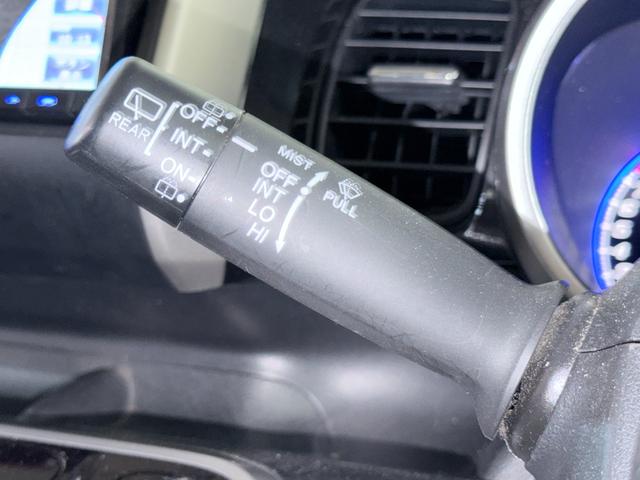 REAR
OFF
INT
ON
MIST
OFF
INT
LO
HI
PULL